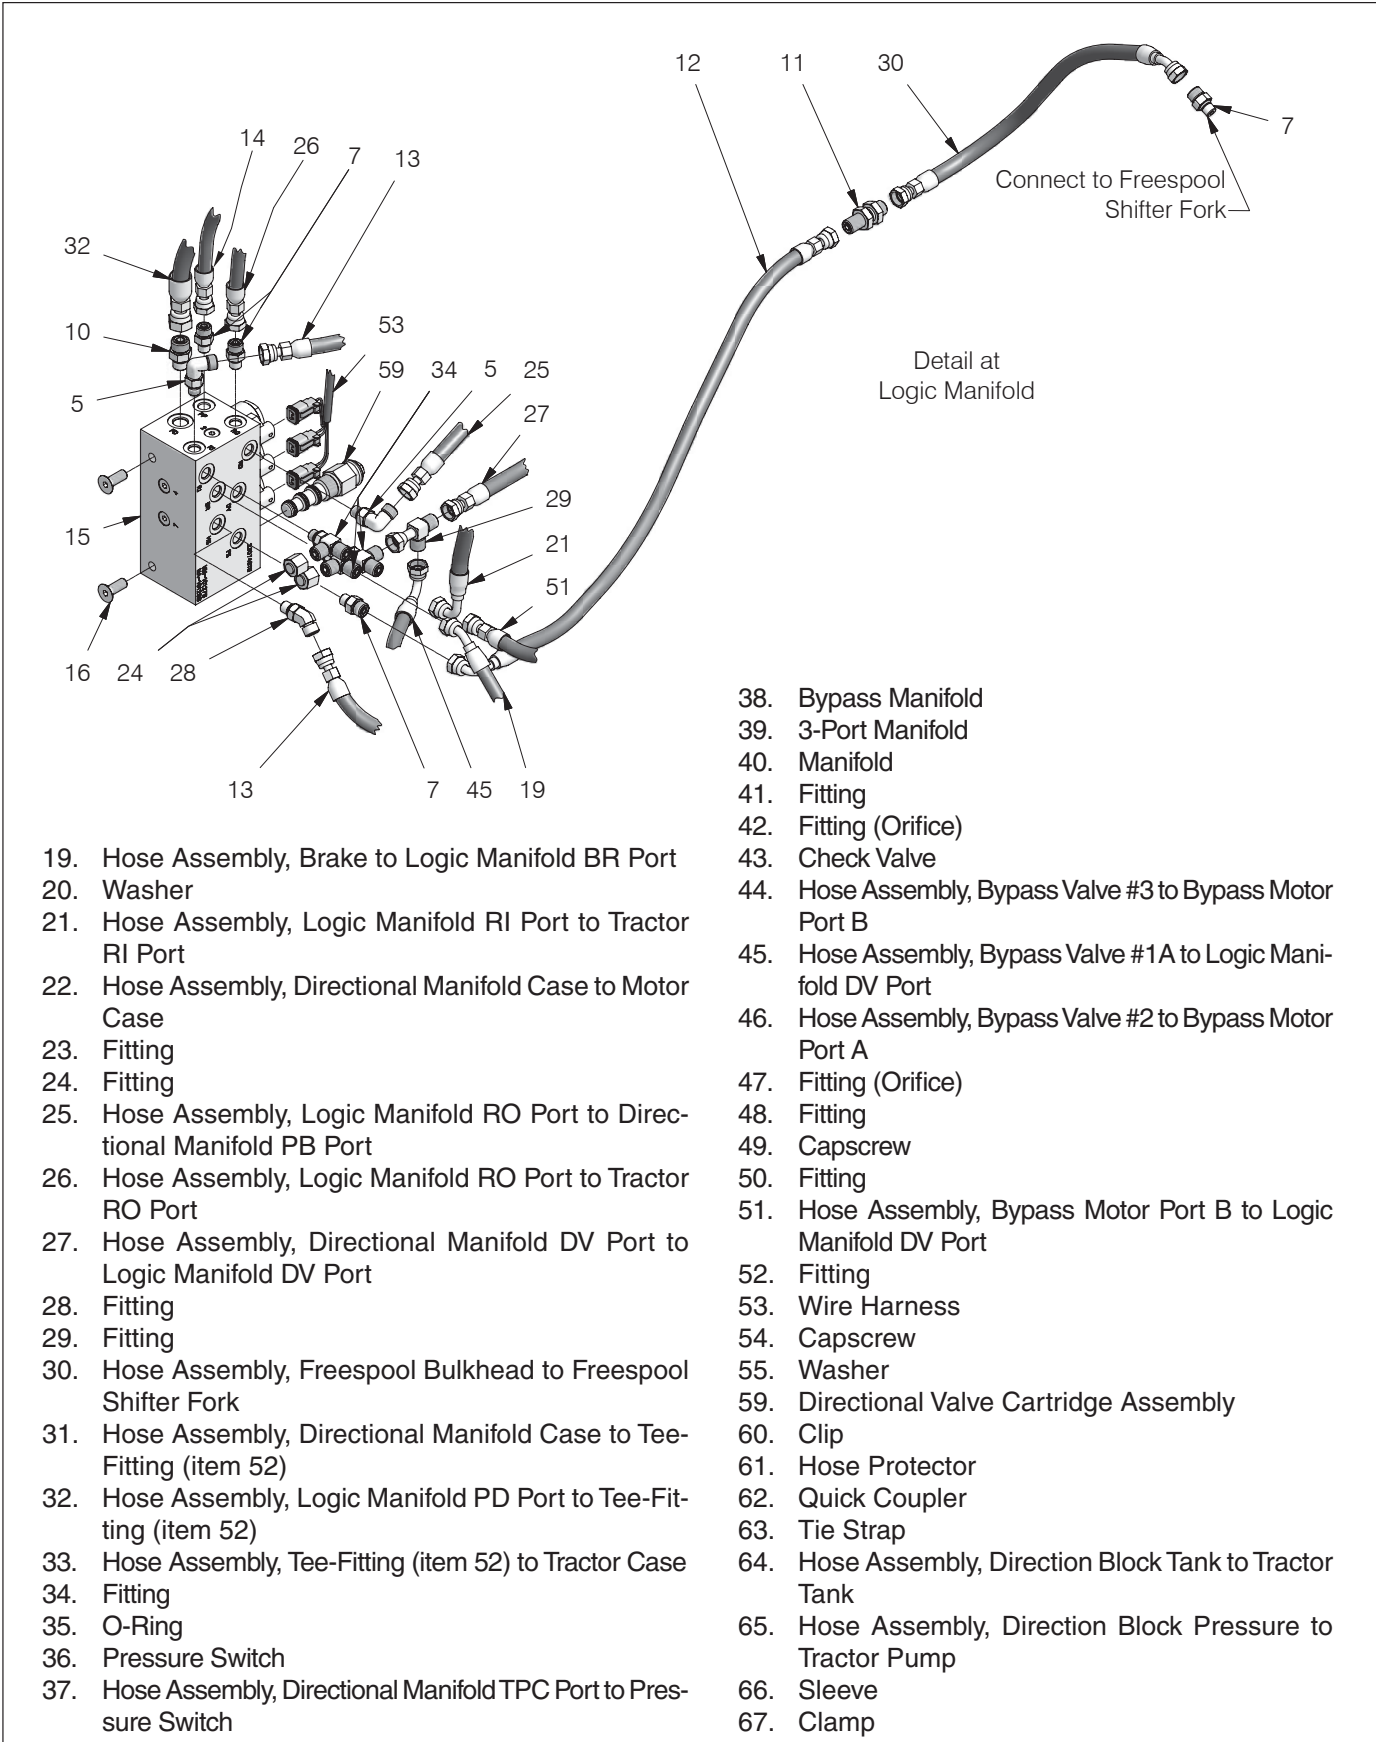 12
11
30
7
Connect to Freespool
Shifter Fork
14
26
7
13
32
10
53
59
34
5
25
5
27
Detail at
Logic Manifold
29
15
21
51
16
24
28
13
7
45
19
19. Hose Assembly, Brake to Logic Manifold BR Port
20. Washer
21. Hose Assembly, Logic Manifold RI Port to Tractor
RI Port
22. Hose Assembly, Directional Manifold Case to Motor
Case
23. Fitting
24. Fitting
25. Hose Assembly, Logic Manifold RO Port to Direc-
tional Manifold PB Port
26. Hose Assembly, Logic Manifold RO Port to Tractor
RO Port
27. Hose Assembly, Directional Manifold DV Port to
Logic Manifold DV Port
28. Fitting
29. Fitting
30. Hose Assembly, Freespool Bulkhead to Freespool
Shifter Fork
31. Hose Assembly, Directional Manifold Case to Tee-
Fitting (item 52)
32. Hose Assembly, Logic Manifold PD Port to Tee-Fit-
ting (item 52)
33. Hose Assembly, Tee-Fitting (item 52) to Tractor Case
34. Fitting
35. O-Ring
36. Pressure Switch
37. Hose Assembly, Directional Manifold TPC Port to Pres-
sure Switch
38. Bypass Manifold
39. 3-Port Manifold
40. Manifold
41. Fitting
42. Fitting (Orifice)
43. Check Valve
44. Hose Assembly, Bypass Valve #3 to Bypass Motor
Port B
45. Hose Assembly, Bypass Valve #1A to Logic Mani-
fold DV Port
46. Hose Assembly, Bypass Valve #2 to Bypass Motor
Port A
47. Fitting (Orifice)
48. Fitting
49. Capscrew
50. Fitting
51. Hose Assembly, Bypass Motor Port B to Logic
Manifold DV Port
52. Fitting
53. Wire Harness
54. Capscrew
55. Washer
59. Directional Valve Cartridge Assembly
60. Clip
61. Hose Protector
62. Quick Coupler
63. Tie Strap
64. Hose Assembly, Direction Block Tank to Tractor
Tank
65. Hose Assembly, Direction Block Pressure to
Tractor Pump
66. Sleeve
67. Clamp